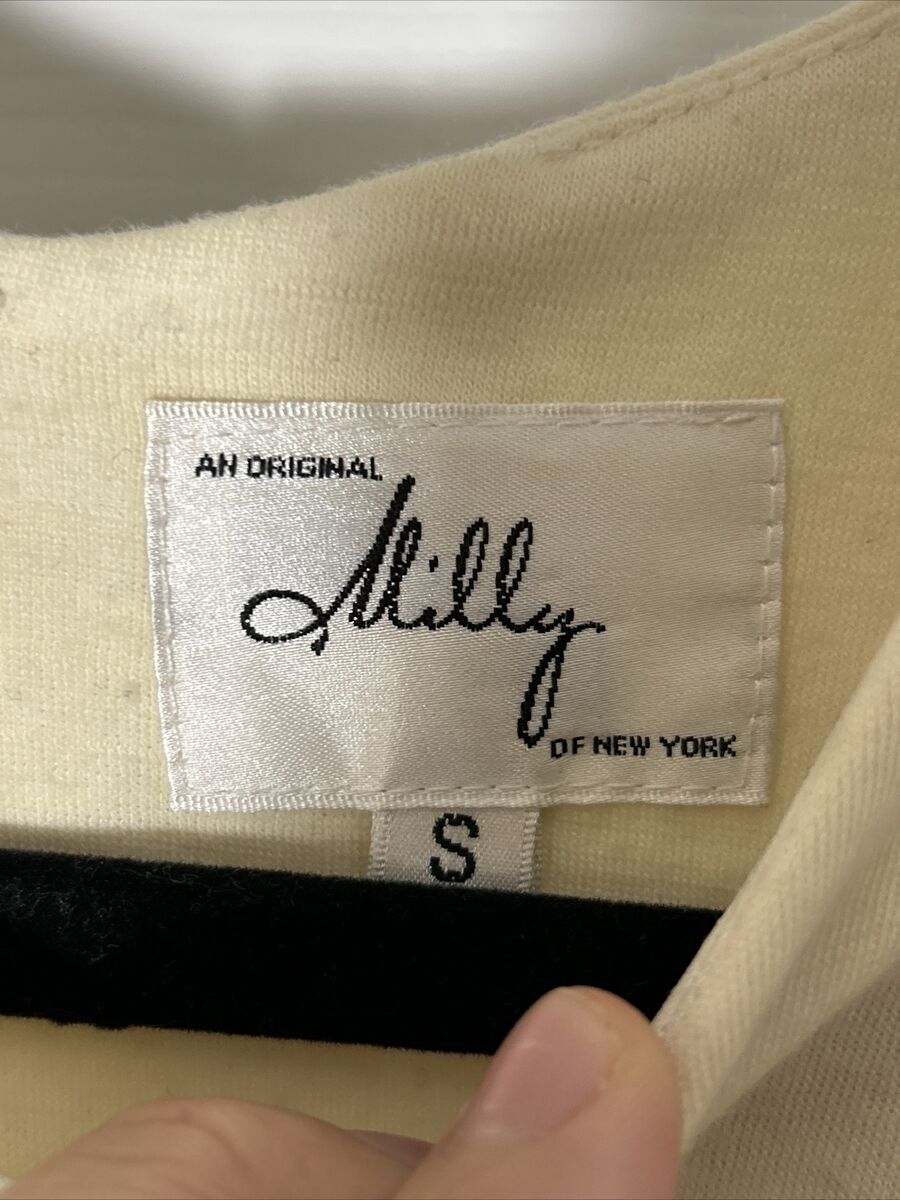 AN ORIGINAL
Milly
OF NEW YORK
S